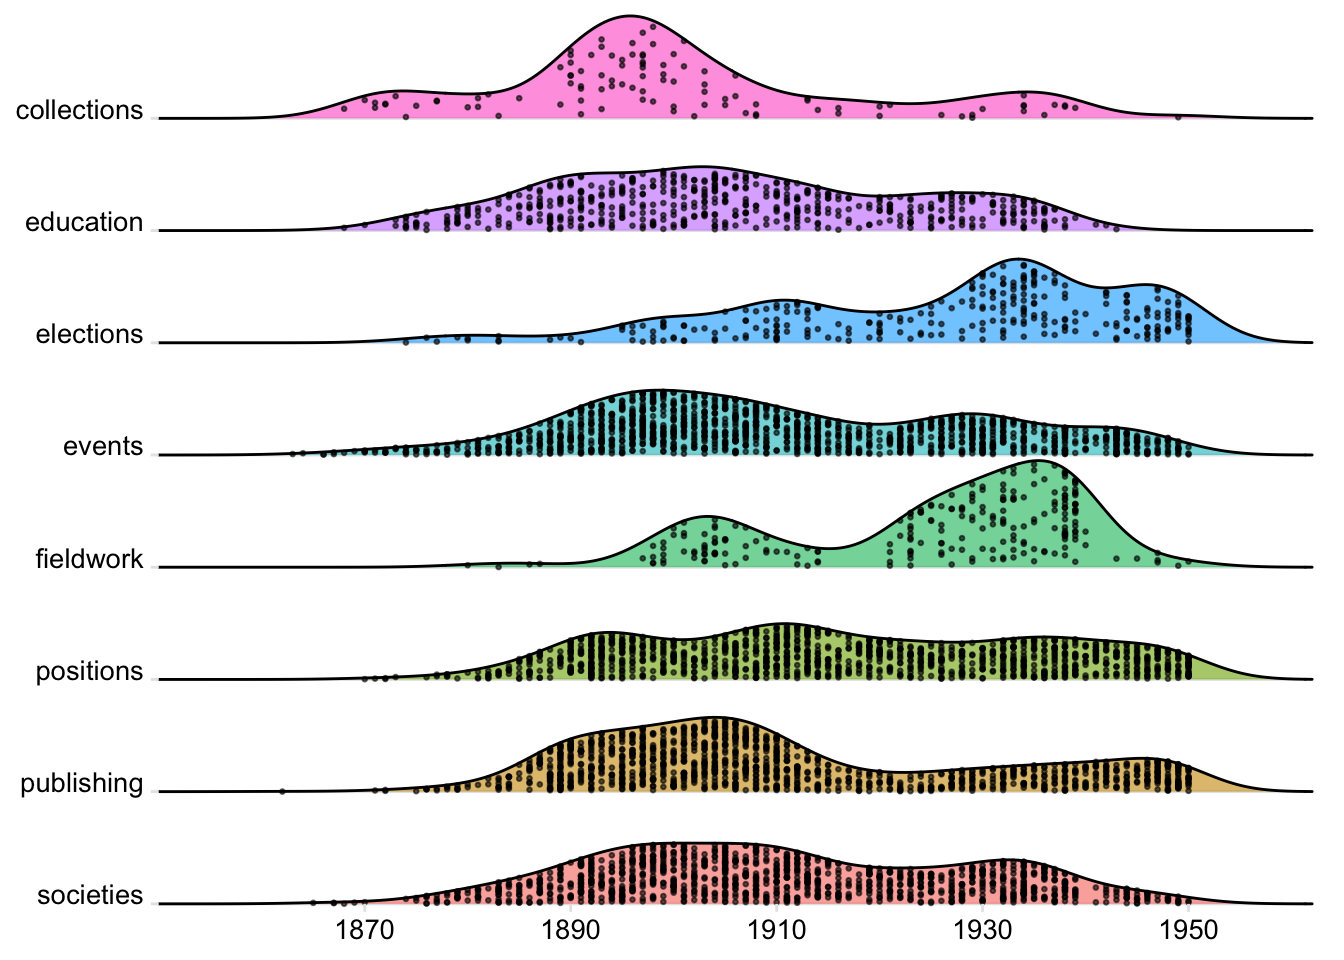 collections
education
elections
events
fieldwork
positions
publishing
societies
1870 1890 1910 1930 1950